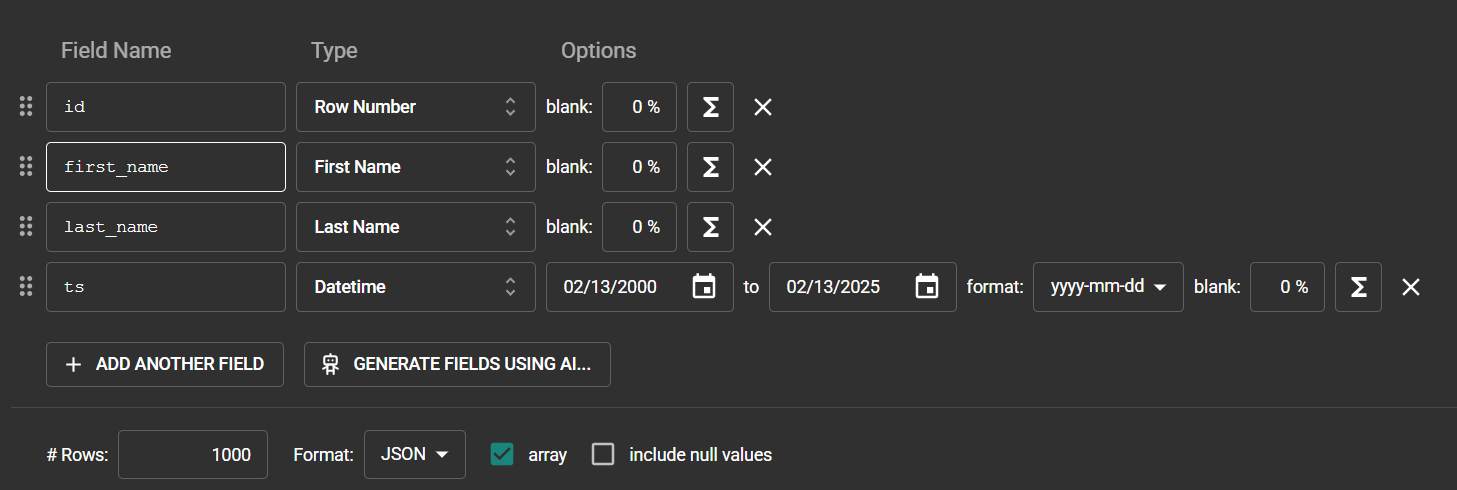 Field Name Type Options
id Row Number blank: 0 %
first_name First Name blank: 0 %
last_name Last Name blank: 0 %
ts Datetime 02/13/2000 to 02/13/2025 format: yyyy-mm-dd blank: 0 %
ADD ANOTHER FIELD GENERATE FIELDS USING AI...
# Rows: 1000 Format: JSON array include null values